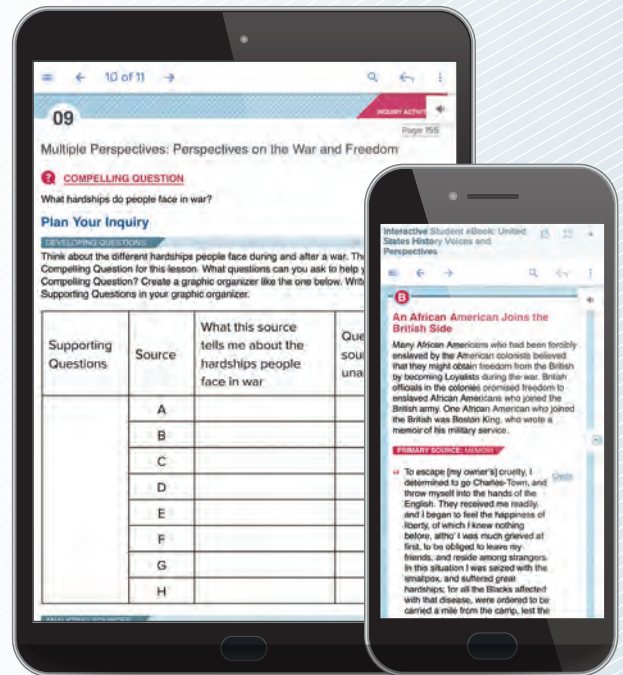 10 of 11
09
INQUIRY ACTIVIT
Page 155
Multiple Perspectives: Perspectives on the War and Freedom
COMPELLING QUESTION
What hardships do people face in war?
Plan Your Inquiry
DEVELOPING QUESTIONS
Think about the different hardships people face during and after a war.
Compelling Question for this lesson. What questions can you ask to help
Compelling Question? Create a graphic organizer like the one below.
Supporting Questions in your graphic organizer.
Supporting
Questions
Source
What this source
tells me about the
hardships people
face in war
A
B
C
D
E
F
G
H
ANALYZING SOURCES
Interactive Student eBook: United
States History Voices and
Perspectives
B
An African American Joins the
British Side
Many African Americans who had been forcibly
enslaved by the American colonists believed
that they might obtain freedom from the British
by becoming Loyalists during the war. British
officials in the colonies promised freedom to
enslaved African Americans who joined the
British army. One African American who joined
the British was Boston King, who wrote a
memoir of his military service.
PRIMARY SOURCE: MEMOIR
“ To escape [my owner's] cruelty, I
determined to go Charles-Town, and
throw myself into the hands of the
English. They received me readily,
and I began to feel the happiness of
liberty, of which I knew nothing
before, altho' I was much grieved at
first, to be obliged to leave my
friends, and reside among strangers.
In this situation I was seized with the
smallpox, and suffered great
hardships; for all the Blacks affected
with that disease, were ordered to be
carried a mile from the camp, lest the